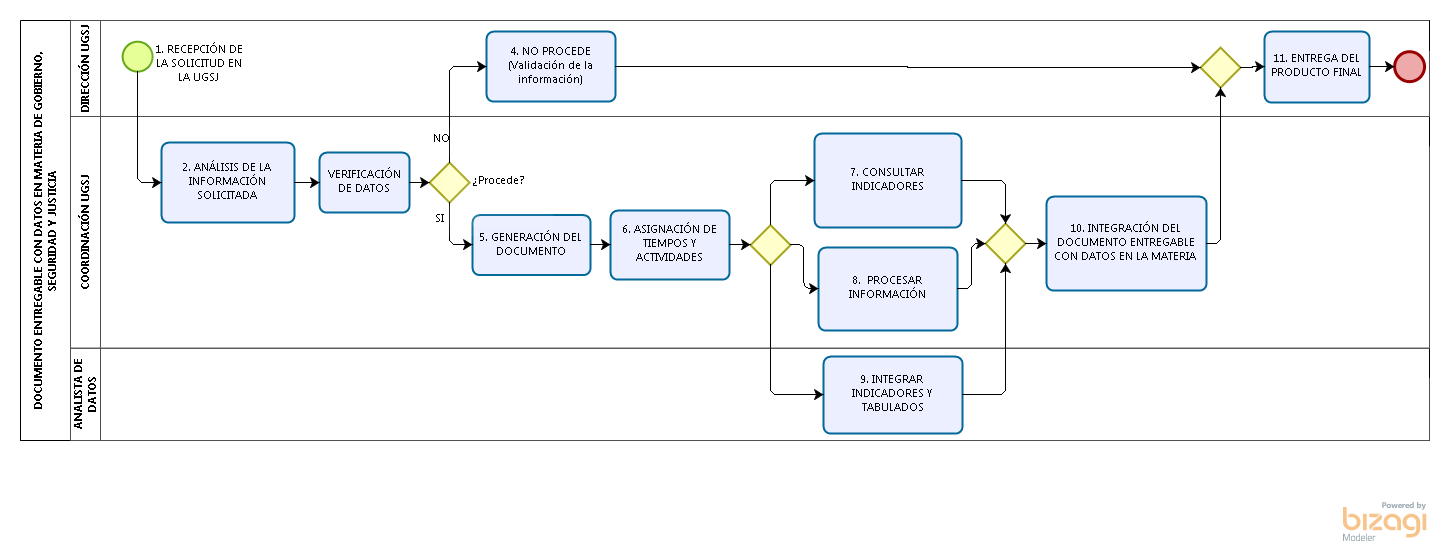 DOCUMENTO ENTREGABLE CON DATOS EN MATERIA DE GOBIERNO,
SEGURIDAD Y JUSTICIA
DIRECCIÓN UGSJ
1. RECEPCIÓN DE
LA SOLICITUD EN
LA UGSJ
4. NO PROCEDE
(Validación de la
información)
11. ENTREGA DEL
PRODUCTO FINAL
COORDINACIÓN UGSJ
2. ANÁLISIS DE LA
INFORMACIÓN
SOLICITADA
VERIFICACIÓN
DE DATOS
NO
¿Procede?
SI
5. GENERACIÓN DEL
DOCUMENTO
6. ASIGNACIÓN DE
TIEMPOS Y
ACTIVIDADES
7. CONSULTAR
INDICADORES
8. PROCESAR
INFORMACIÓN
10. INTEGRACIÓN DEL
DOCUMENTO ENTREGABLE
CON DATOS EN LA MATERIA
ANALISTA DE
DATOS
9. INTEGRAR
INDICADORES Y
TABULADOS
Powered by
bizagi
Modeler